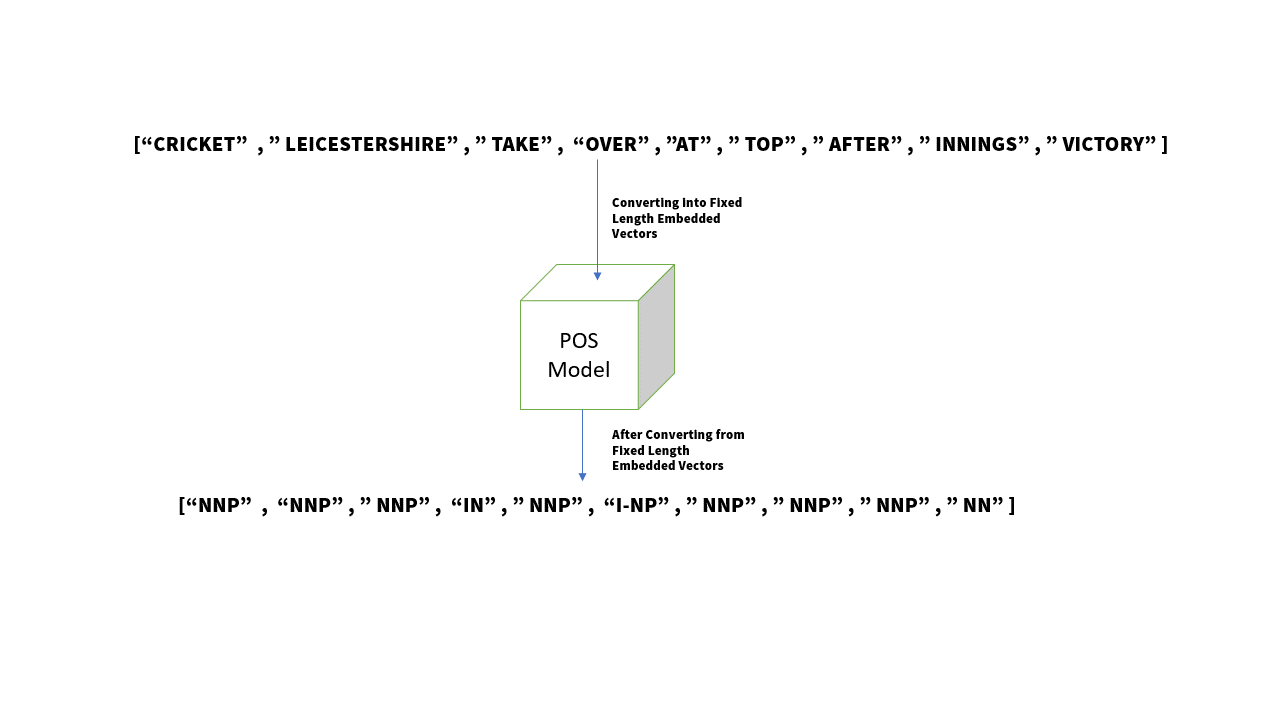 [“CRICKET” , ” LEICESTERSHIRE” , ” TAKE” , “OVER” , ”AT” , ” TOP” , ” AFTER” , ” INNINGS” , ” VICTORY” ]
Converting into Fixed
Length Embedded
Vectors
POS
Model
After Converting from
Fixed Length
Embedded Vectors
[“NNP” , “NNP” , ” NNP” , “IN” , ” NNP” , “I-NP” , ” NNP” , ” NNP” , ” NNP” , ” NN” ]